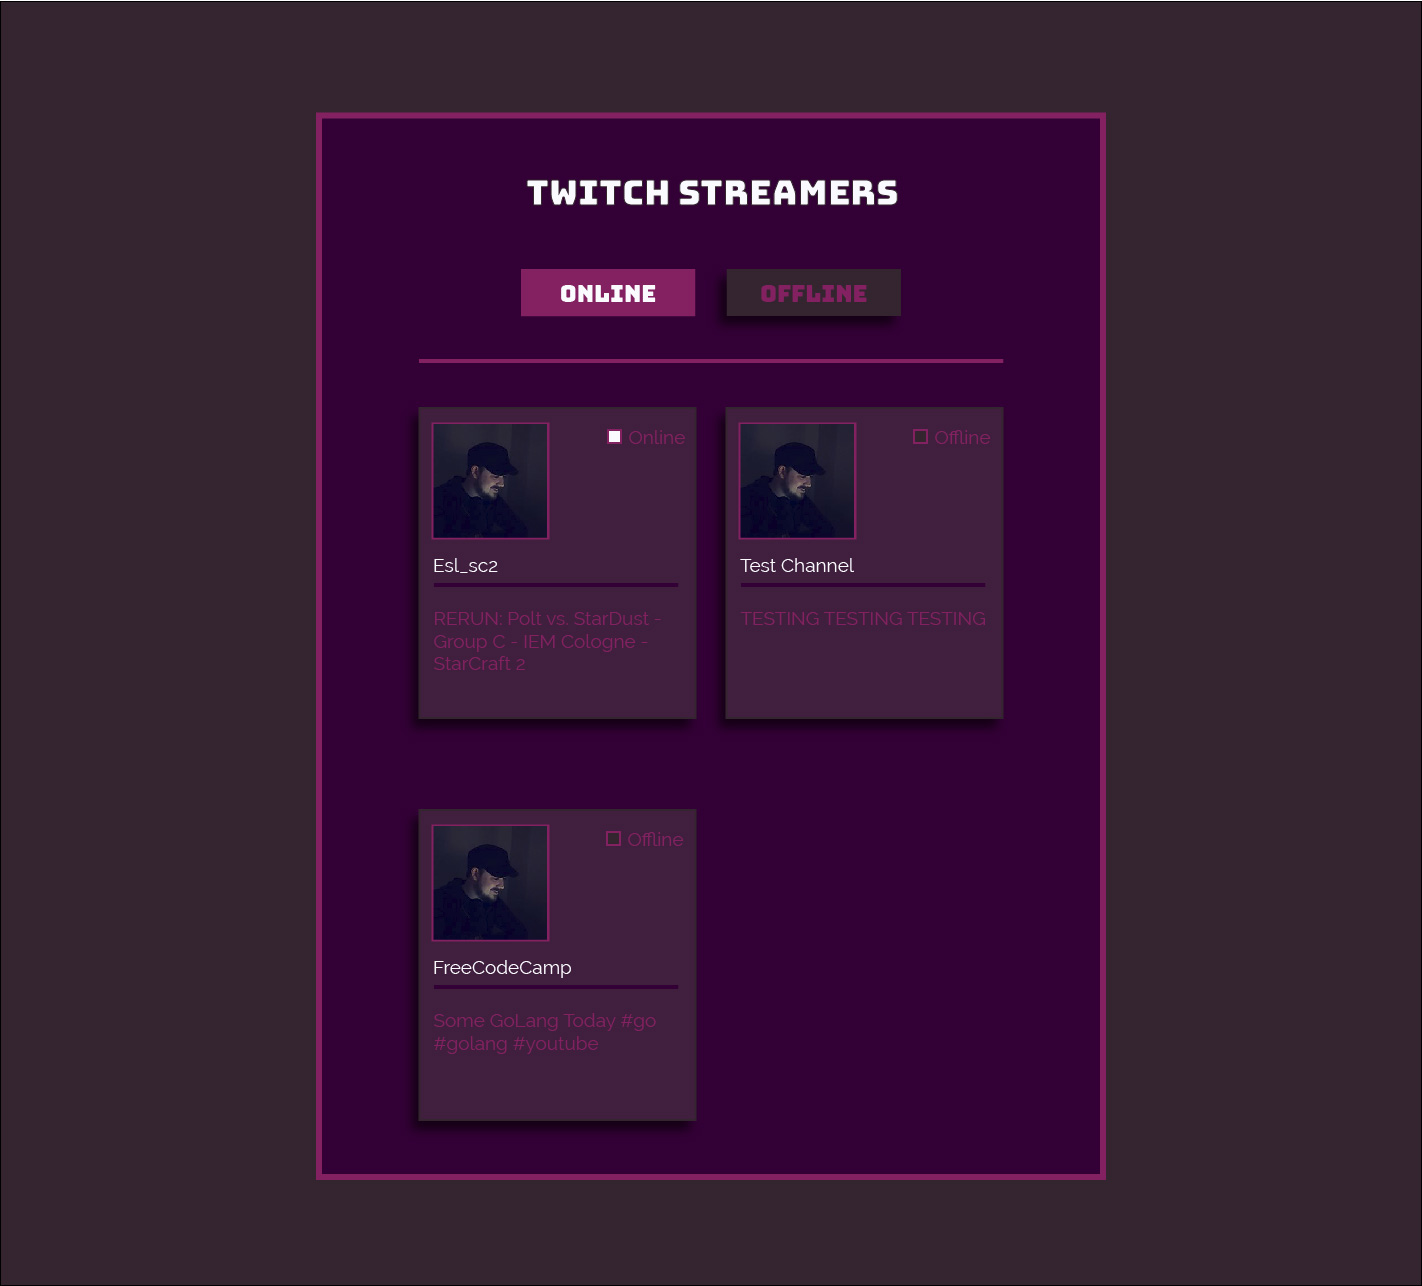 TWITCH STREAMERS
ONLINE
OFFLINE
Online
Esl_sc2
RERUN: Polt vs. StarDust -
Group C - IEM Cologne -
StarCraft 2
Offline
Test Channel
TESTING TESTING TESTING
Offline
FreeCodeCamp
Some GoLang Today #go
#golang #youtube